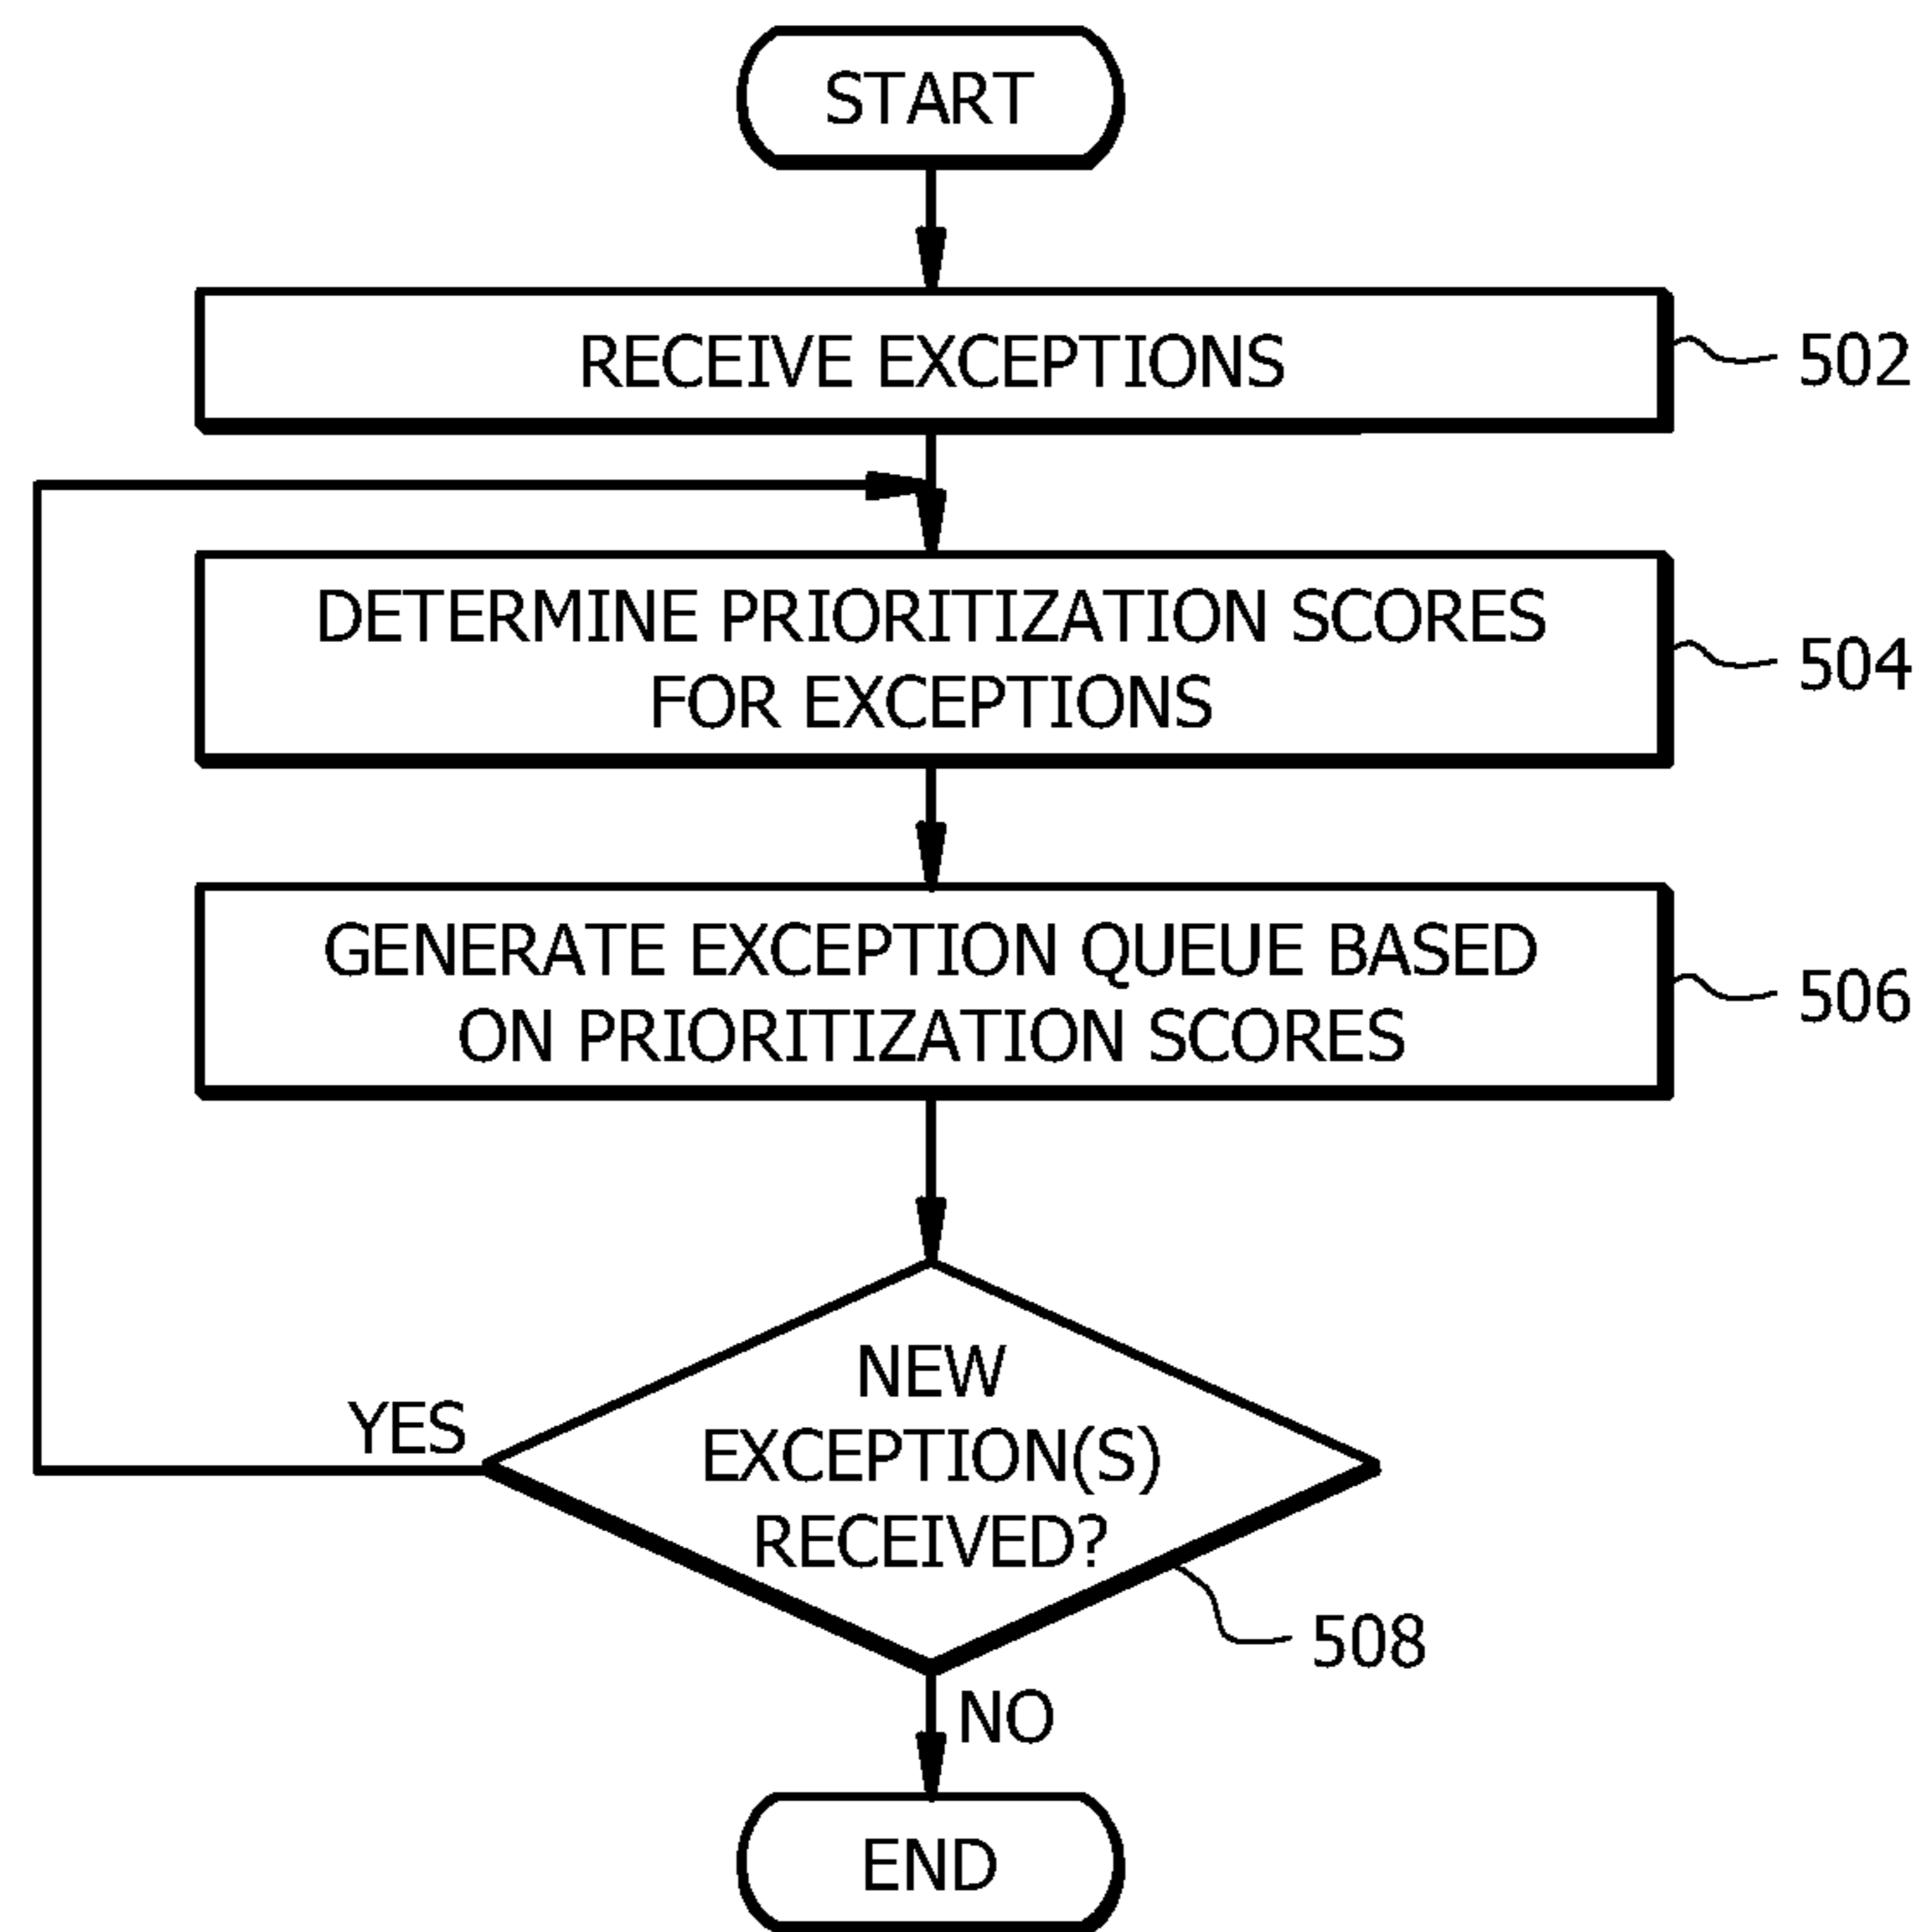 START
RECEIVE EXCEPTIONS
502
DETERMINE PRIORITIZATION SCORES
FOR EXCEPTIONS
504
GENERATE EXCEPTION QUEUE BASED
ON PRIORITIZATION SCORES
506
NEW
EXCEPTION(S)
RECEIVED?
YES
508
NO
END